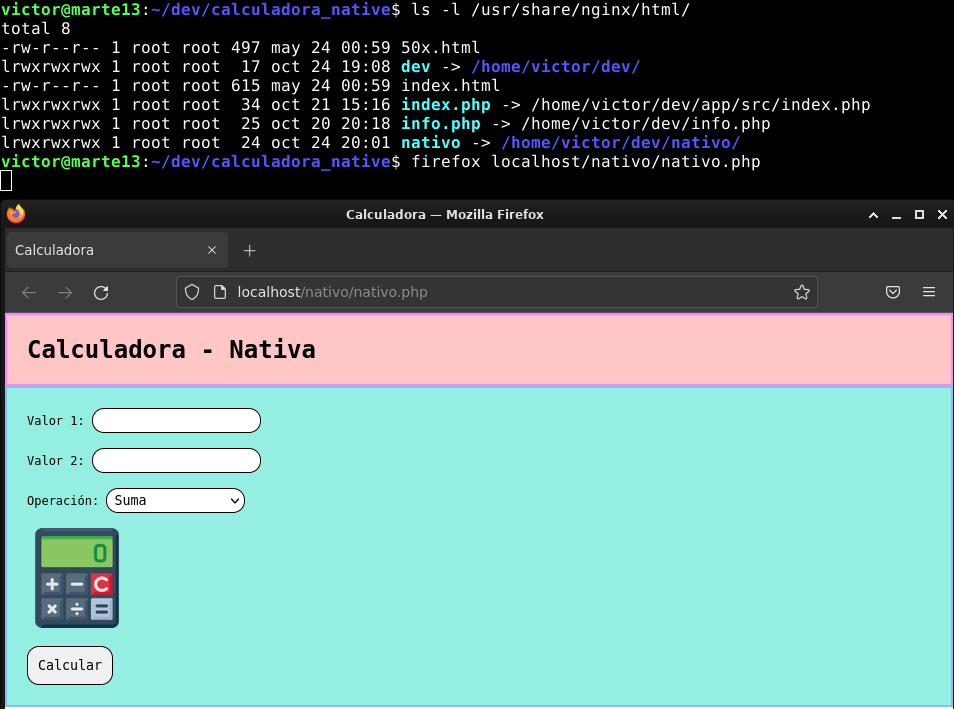 victor@marte13:~/dev/calculadora_native$ ls -l /usr/share/nginx/html/
total 8
-rw-r--r-- 1 root root 497 may 24 00:59 50x.html
lrwxrwxrwx 1 root root  17 oct 24 19:08 dev -> /home/victor/dev/
-rw-r--r-- 1 root root 615 may 24 00:59 index.html
lrwxrwxrwx 1 root root  34 oct 21 15:16 index.php -> /home/victor/dev/app/src/index.php
lrwxrwxrwx 1 root root  25 oct 20 20:18 info.php -> /home/victor/dev/info.php
lrwxrwxrwx 1 root root  24 oct 24 20:01 nativo -> /home/victor/dev/nativo/
victor@marte13:~/dev/calculadora_native$ firefox localhost/nativo/nativo.php
Calculadora — Mozilla Firefox
Calculadora
localhost/nativo/nativo.php
Calculadora - Nativa
Valor 1:
Valor 2:
Operación: Suma
0
+ − C
× ÷ =
Calcular